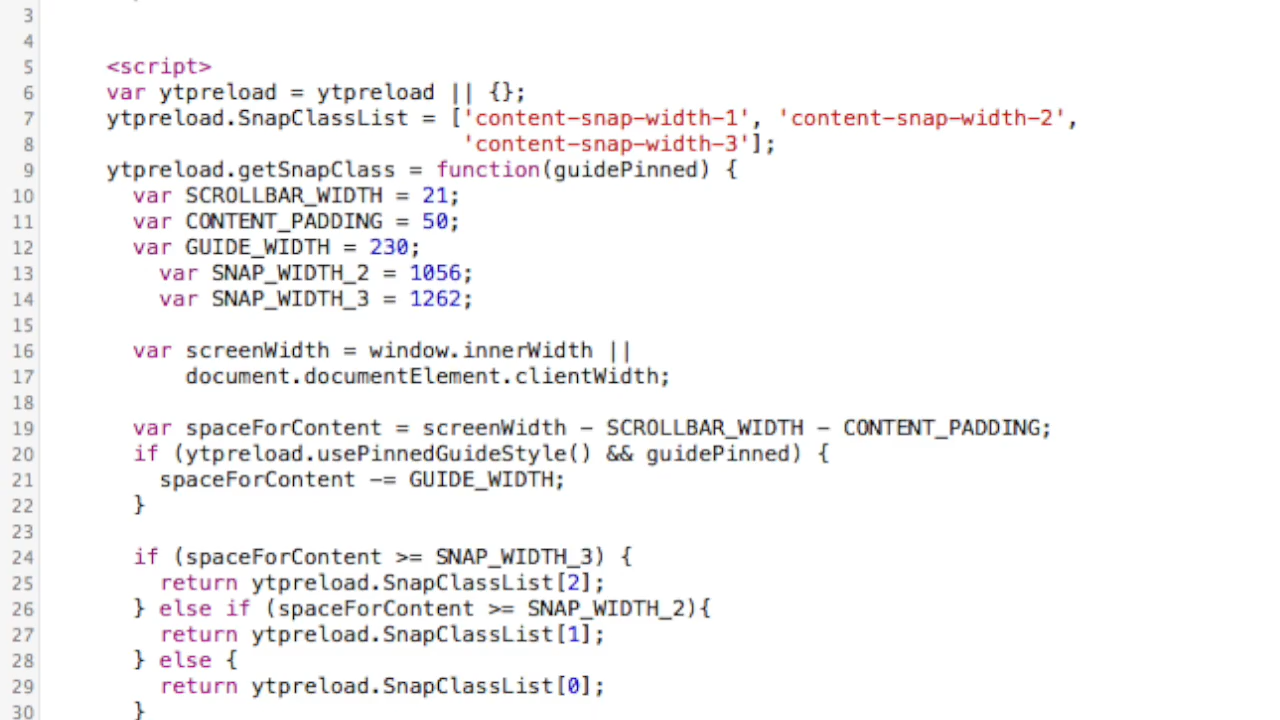 3
4
5 <script>
6 var ytpreload = ytpreload || {};
7 ytpreload.SnapClassList = ['content-snap-width-1', 'content-snap-width-2',
8 'content-snap-width-3'];
9 ytpreload.getSnapClass = function(guidePinned) {
10 var SCROLLBAR_WIDTH = 21;
11 var CONTENT_PADDING = 50;
12 var GUIDE_WIDTH = 230;
13 var SNAP_WIDTH_2 = 1056;
14 var SNAP_WIDTH_3 = 1262;
15
16 var screenWidth = window.innerWidth ||
17 document.documentElement.clientWidth;
18
19 var spaceForContent = screenWidth - SCROLLBAR_WIDTH - CONTENT_PADDING;
20 if (ytpreload.usePinnedGuideStyle() && guidePinned) {
21 spaceForContent -= GUIDE_WIDTH;
22 }
23
24 if (spaceForContent >= SNAP_WIDTH_3) {
25 return ytpreload.SnapClassList[2];
26 } else if (spaceForContent >= SNAP_WIDTH_2){
27 return ytpreload.SnapClassList[1];
28 } else {
29 return ytpreload.SnapClassList[0];
30 }